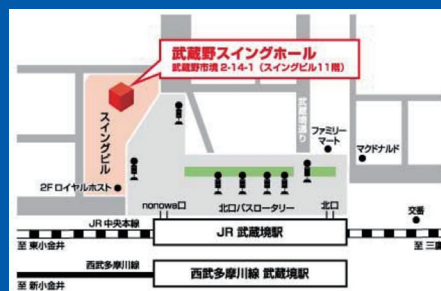 武蔵野スイングホール
武蔵野市境 2-14-1（スイングビル11階）
スイングビル
武蔵境通り
ファミリー
マート
マクドナルド
2F ロイヤルホスト
nonowa口
北口バスロータリー
北口
交番
JR 中央本線
至 東小金井
JR 武蔵境駅
至 三鷹
西武多摩川線
至 新小金井
西武多摩川線 武蔵境駅